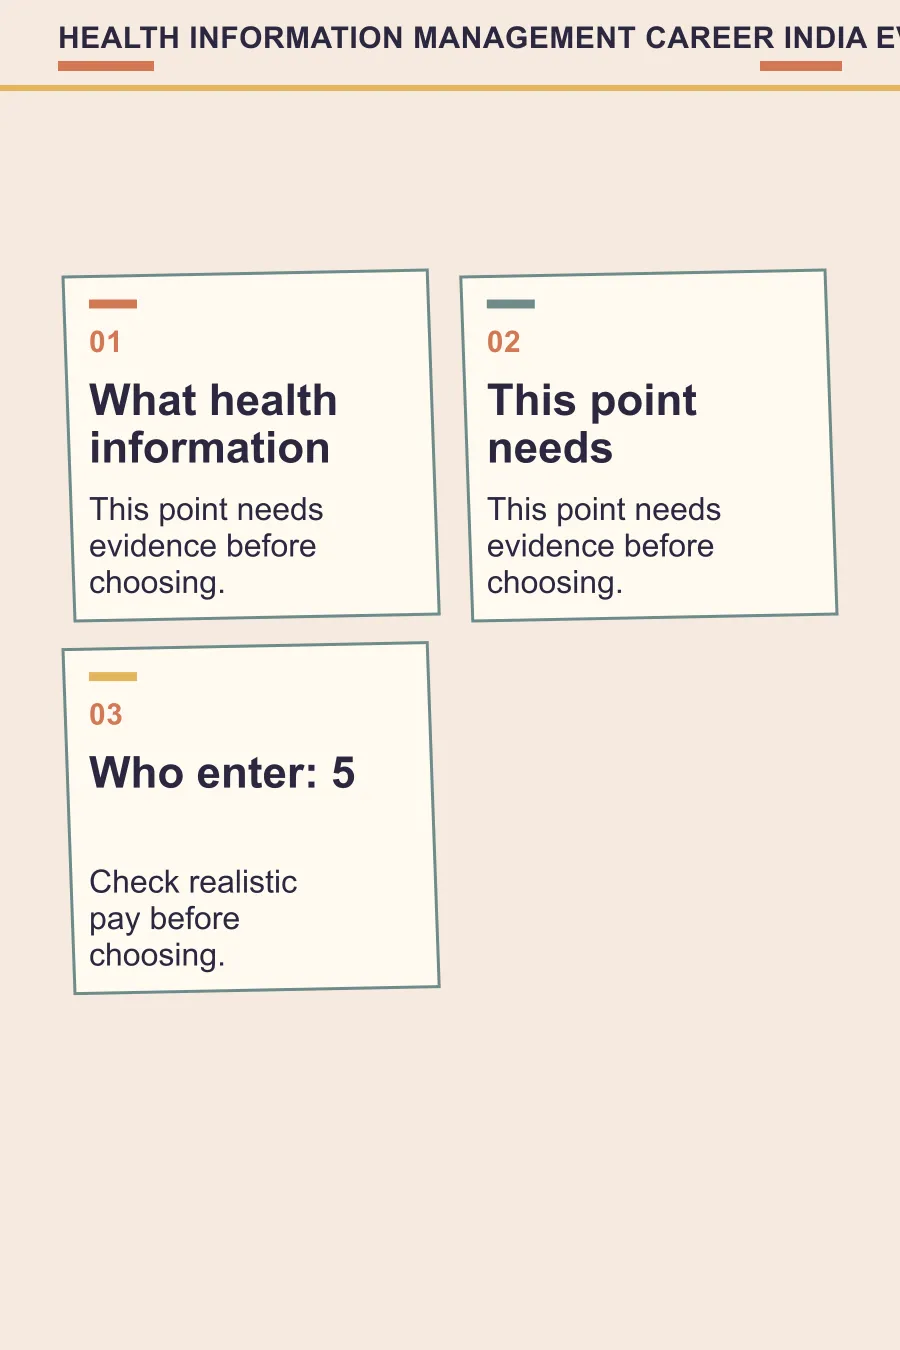 HEALTH INFORMATION MANAGEMENT CAREER INDIA
01
What health
information
This point needs
evidence before
choosing.
02
This point
needs
This point needs
evidence before
choosing.
03
Who enter: 5
Check realistic
pay before
choosing.